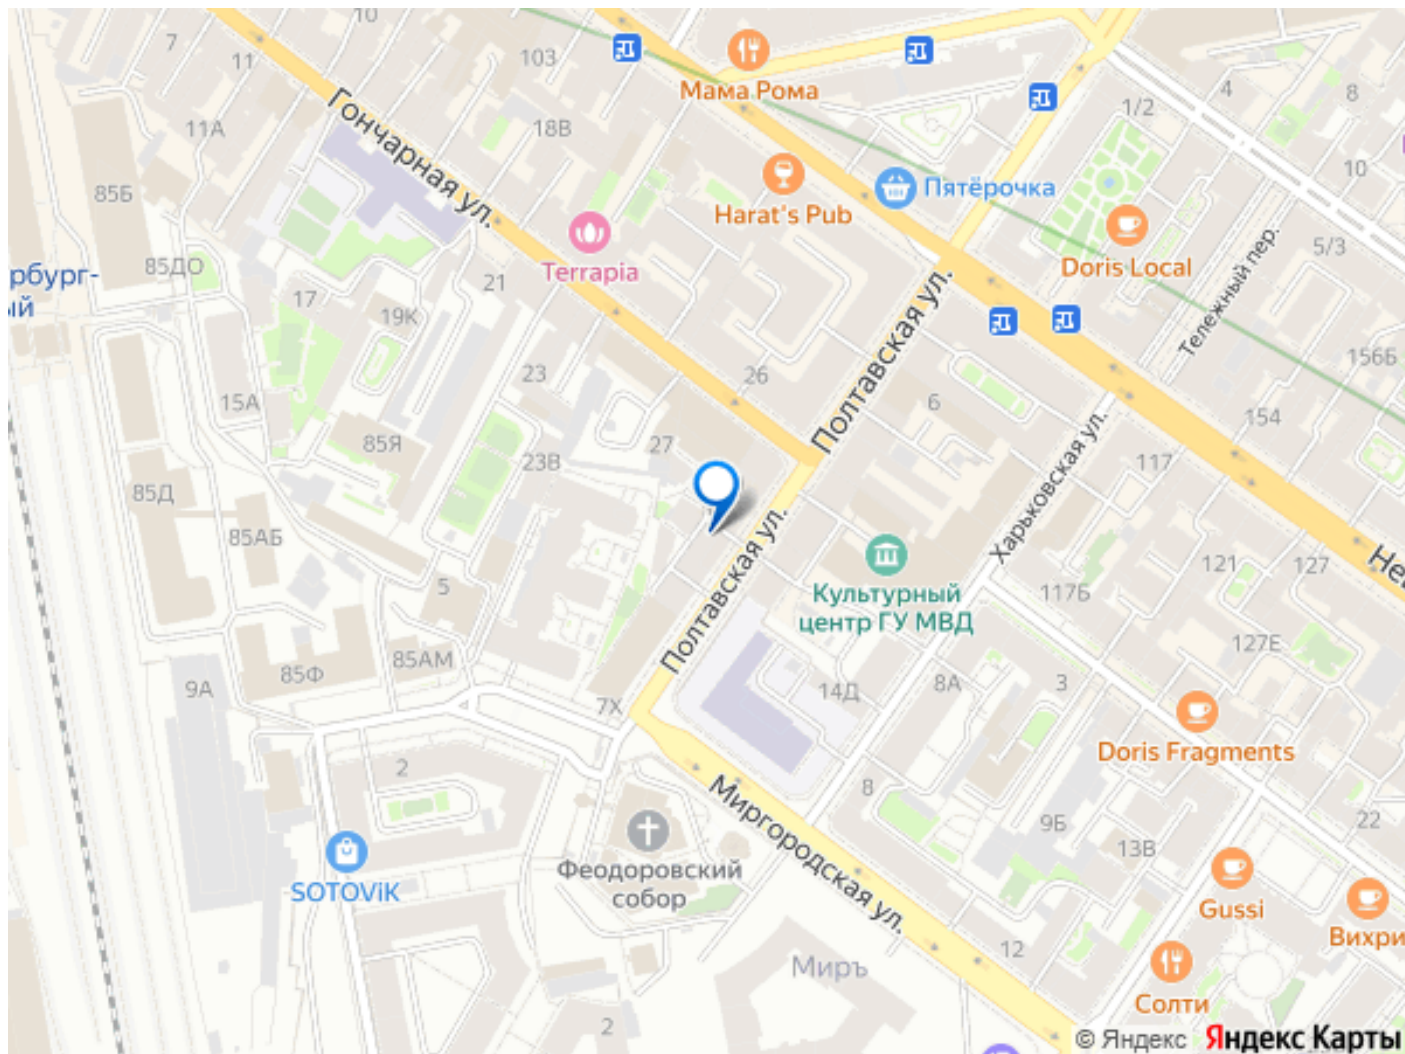 10
7
11
103
Мама Рома
1/2
4
8
Гончарная ул.
11А
18В
10
85Б
Harat's Pub
Пятёрочка
5/3
Terrapia
Doris Local
Тележный пер.
рбург-
ый
85ДО
17
21
19К
Полтавская ул.
156Б
15А
23
26
6
154
85Я
27
23В
117
Харьковская ул.
85Д
85АБ
Полтавская ул.
Культурный
центр ГУ МВД
121
127
Нев
117Б
5
127Е
85АМ
85Ф
9А
7Х
14Д
8А
3
Doris Fragments
2
Миргородская ул.
8
9Б
13В
22
SOTOViK
Феодоровский
собор
Gussi
Вихри
12
Миръ
Солти
2
© Яндекс Яндекс Карты